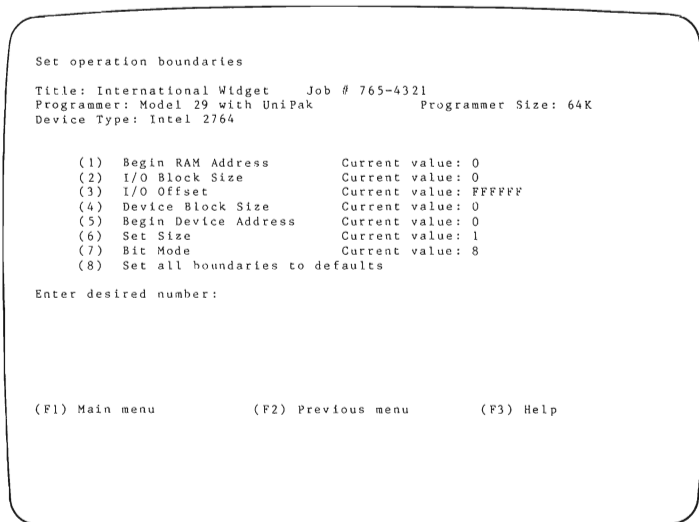 Set operation boundaries
Title: International Widget Job # 765-4321
Programmer: Model 29 with UniPak Programmer Size: 64K
Device Type: Intel 2764
(1) Begin RAM Address Current value: 0
(2) I/O Block Size Current value: 0
(3) I/O Offset Current value: FFFFFF
(4) Device Block Size Current value: 0
(5) Begin Device Address Current value: 0
(6) Set Size Current value: 1
(7) Bit Mode Current value: 8
(8) Set all boundaries to defaults
Enter desired number:
(F1) Main menu (F2) Previous menu (F3) Help